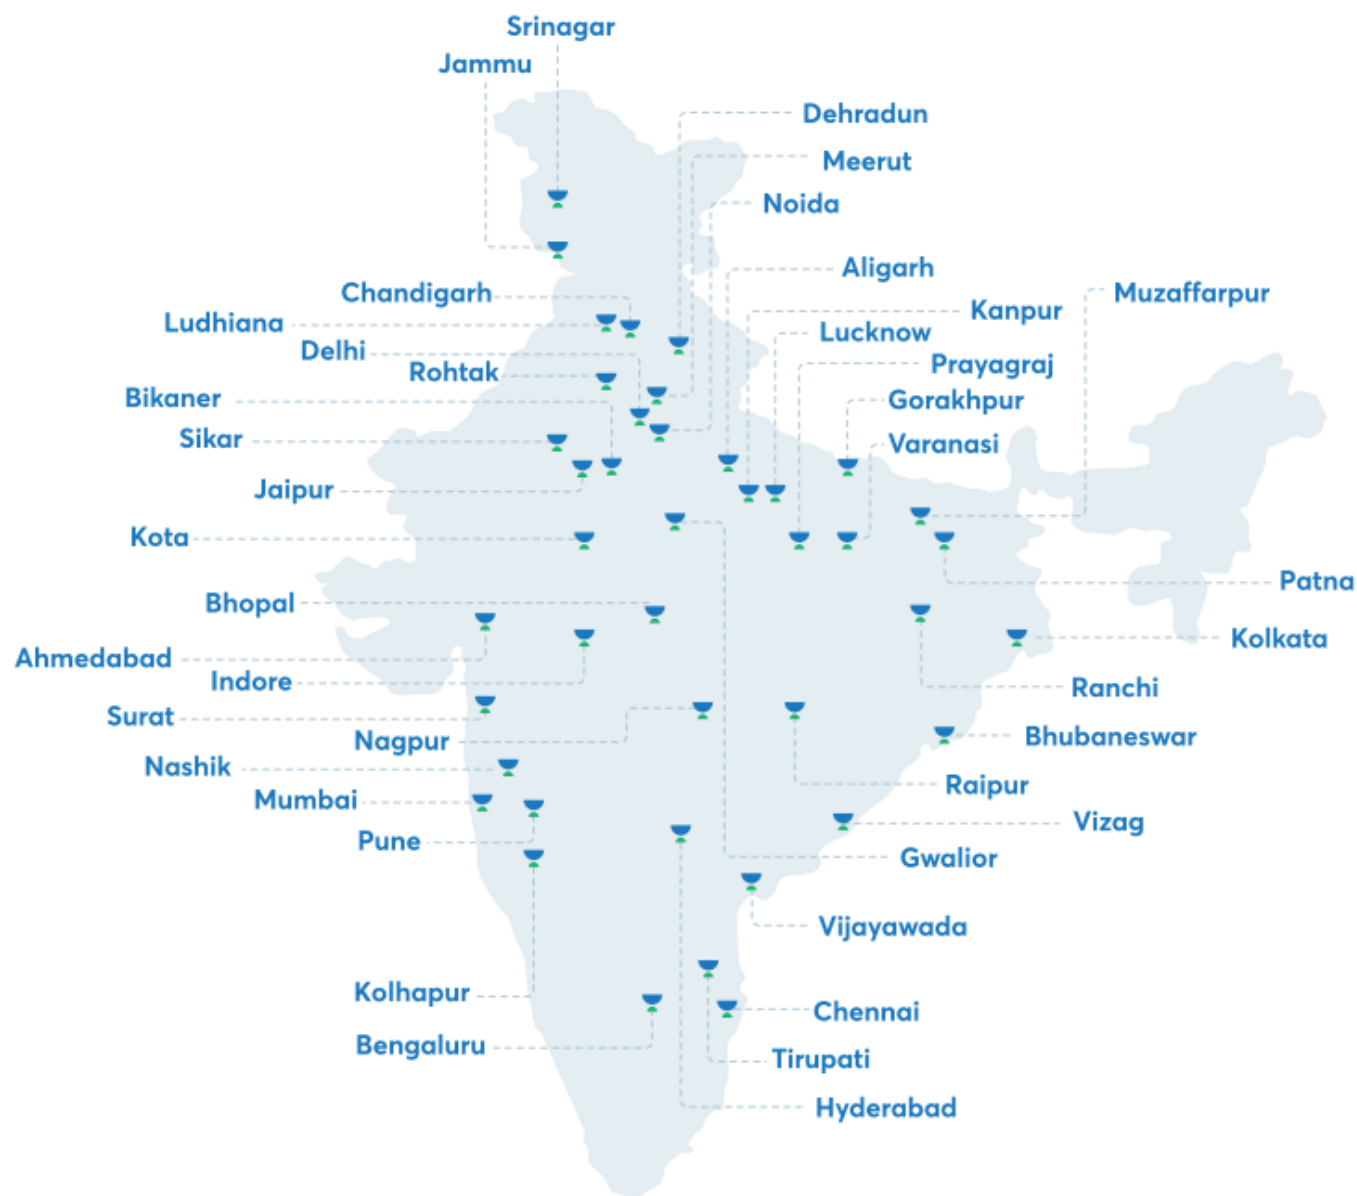 Srinagar
Jammu
Dehradun
Meerut
Noida
Aligarh
Chandigarh
Muzaffarpur
Kanpur
Ludhiana
Lucknow
Delhi
Prayagraj
Rohtak
Bikaner
Gorakhpur
Sikar
Varanasi
Jaipur
Kota
Patna
Bhopal
Kolkata
Ahmedabad
Indore
Ranchi
Surat
Bhubaneswar
Nagpur
Nashik
Raipur
Mumbai
Vizag
Pune
Gwalior
Vijayawada
Kolhapur
Chennai
Bengaluru
Tirupati
Hyderabad